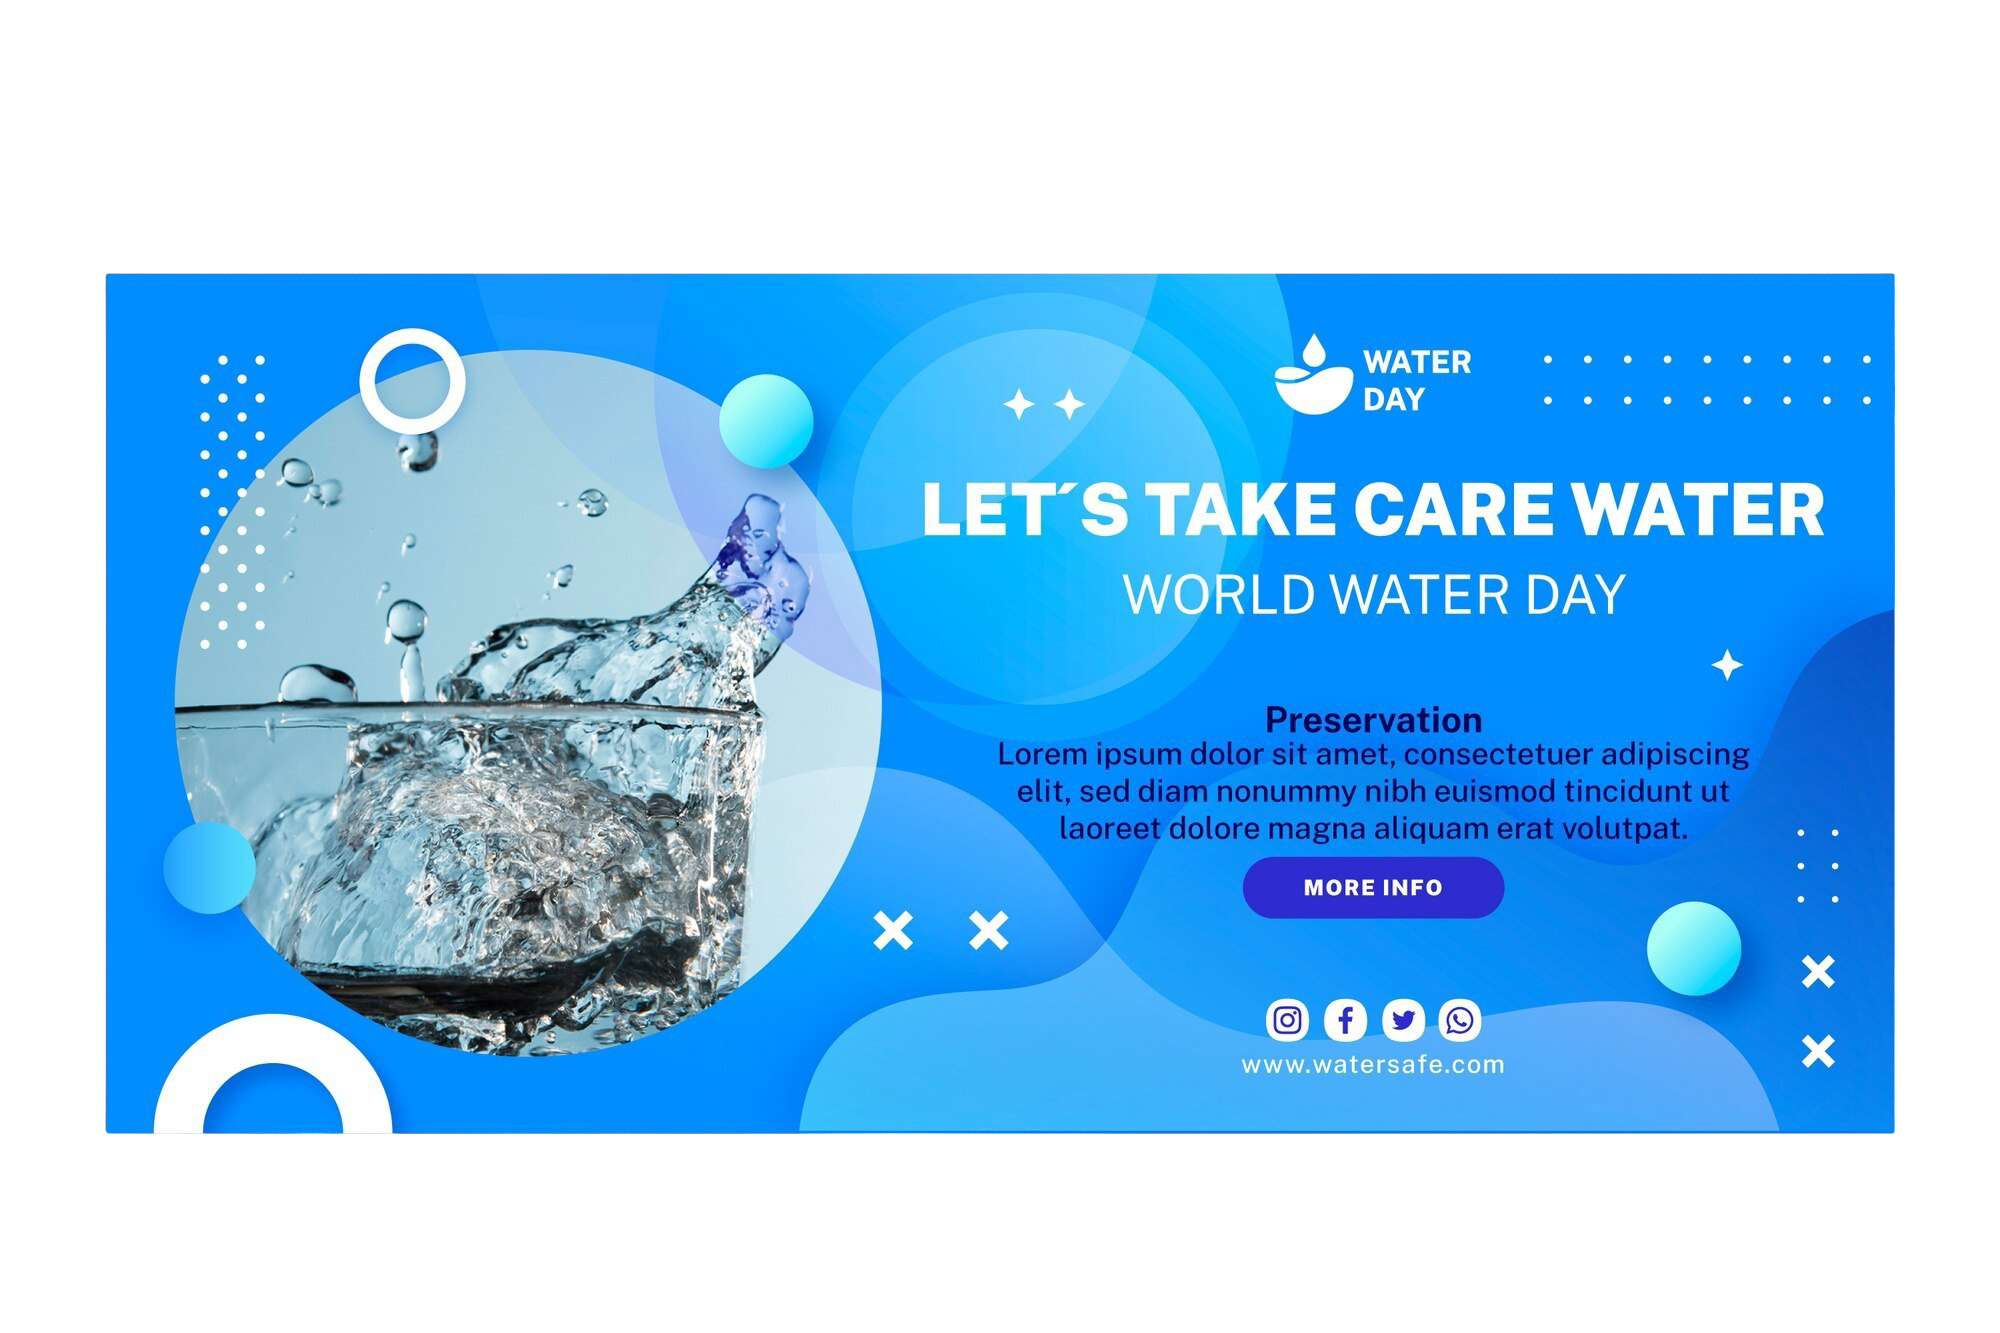 WATER
DAY
LET´S TAKE CARE WATER
WORLD WATER DAY
Preservation
Lorem ipsum dolor sit amet, consectetuer adipiscing
elit, sed diam nonummy nibh euismod tincidunt ut
laoreet dolore magna aliquam erat volutpat.
MORE INFO
www.watersafe.com